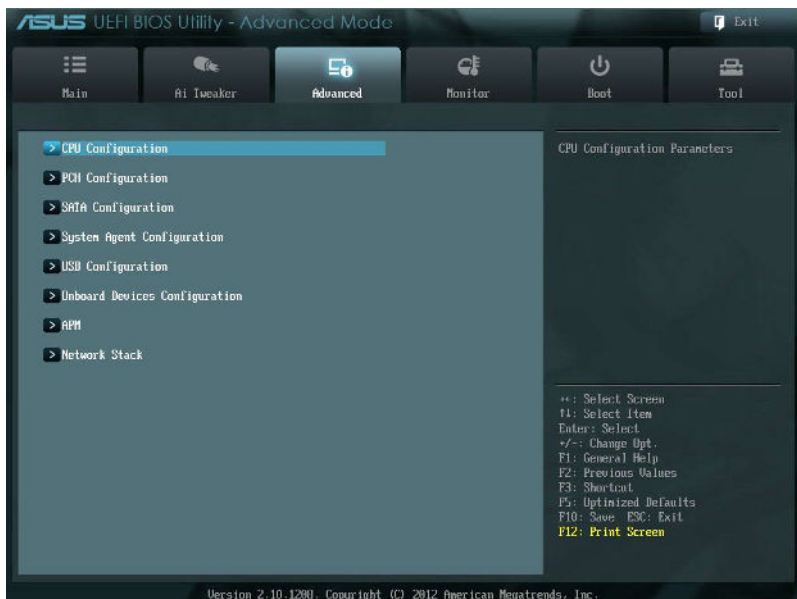 ASUS UEFI BIOS Utility - Advanced Mode
Exit
Main
Ai Tweaker
Advanced
Monitor
Boot
Tool
> CPU Configuration
> PCH Configuration
> SATA Configuration
> System Agent Configuration
> USB Configuration
> Onboard Devices Configuration
> APM
> Network Stack
CPU Configuration Parameters
→←: Select Screen
↑↓: Select Item
Enter: Select
+/-: Change Opt.
F1: General Help
F2: Previous Values
F3: Shortcut
F5: Optimized Defaults
F10: Save ESC: Exit
F12: Print Screen
Version 2.10.1208. Copyright (C) 2012 American Megatrends, Inc.